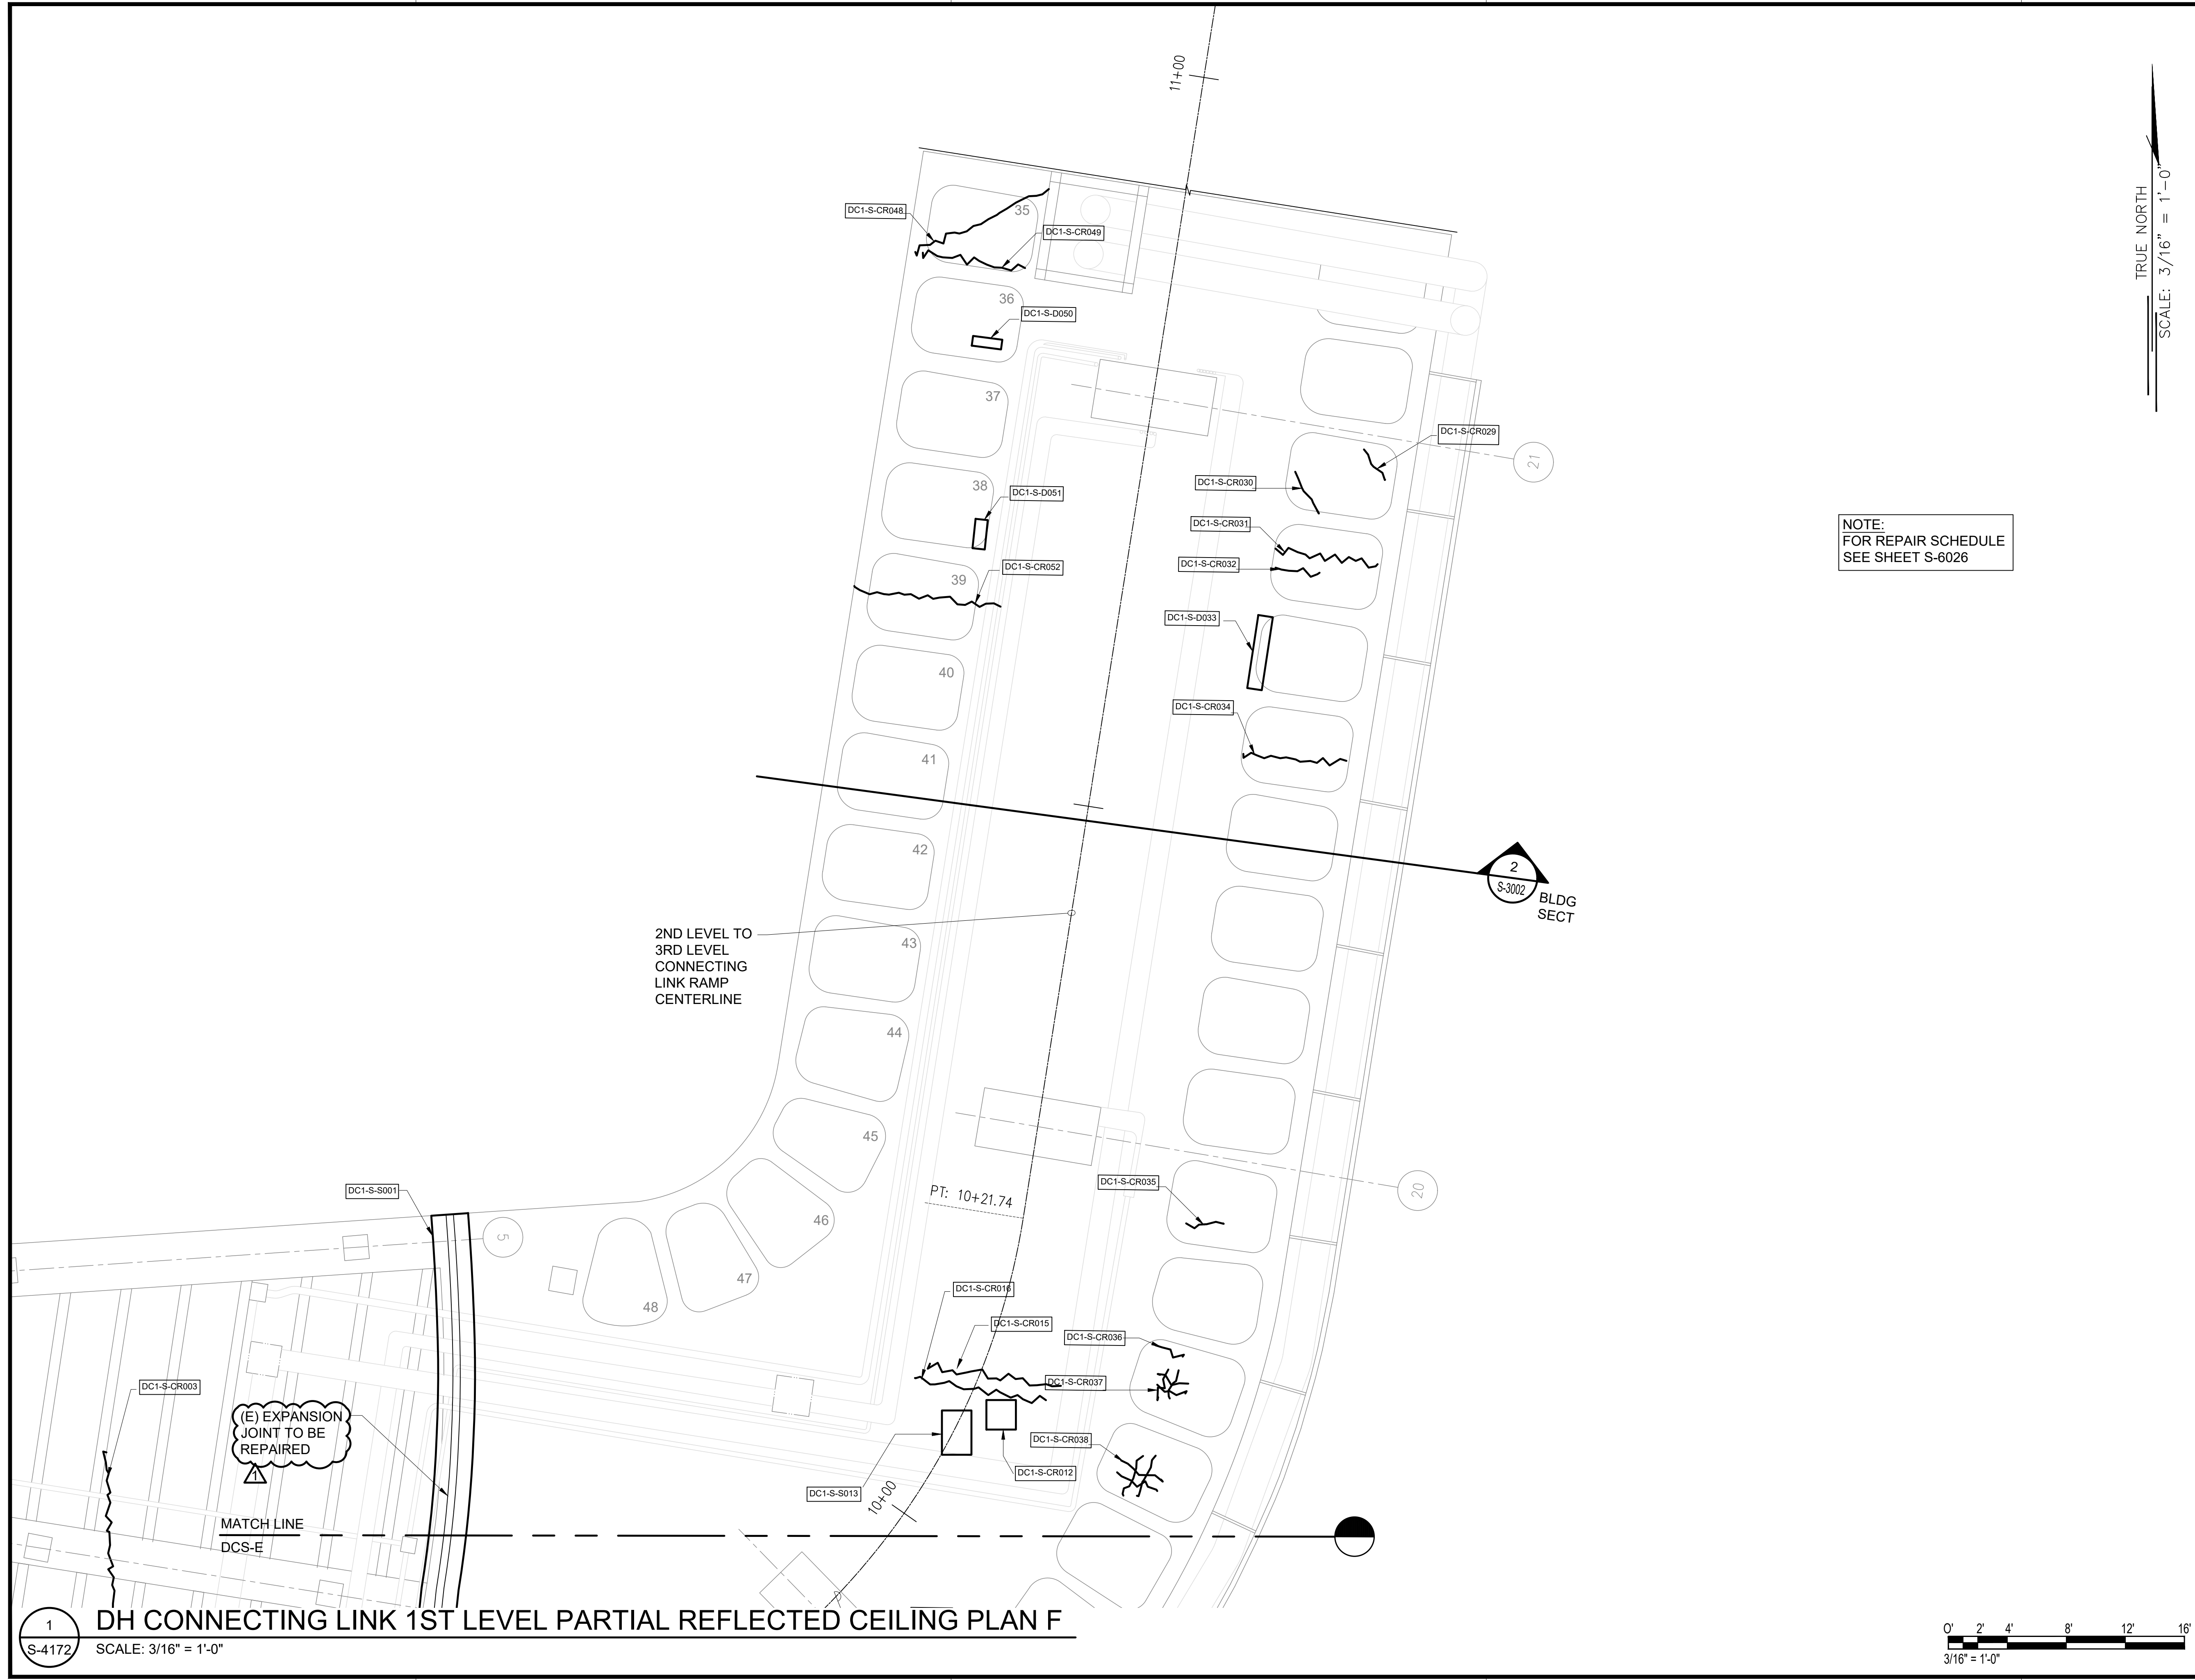 11+00
TRUE NORTH
SCALE: 3/16" = 1'-0"
DC1-S-CR048
35
DC1-S-CR049
36
DC1-S-D050
37
DC1-S-CR029
21
38
DC1-S-D051
DC1-S-CR030
DC1-S-CR031
NOTE:
FOR REPAIR SCHEDULE
SEE SHEET S-6026
DC1-S-CR032
DC1-S-CR052
39
DC1-S-D033
40
DC1-S-CR034
41
42
2
S-3002
BLDG
SECT
2ND LEVEL TO
3RD LEVEL
CONNECTING
LINK RAMP
CENTERLINE
43
44
45
DC1-S-S001
PT: 10+21.74
DC1-S-CR035
20
46
5
47
48
DC1-S-CR016
DC1-S-CR015
DC1-S-CR036
DC1-S-CR003
DC1-S-CR037
(E) EXPANSION
JOINT TO BE
REPAIRED
1
DC1-S-CR038
DC1-S-CR012
DC1-S-S013
10+00
MATCH LINE
DCS-E
1
S-4172
DH CONNECTING LINK 1ST LEVEL PARTIAL REFLECTED CEILING PLAN F
SCALE: 3/16" = 1'-0"
0' 2' 4' 8' 12' 16'
3/16" = 1'-0"